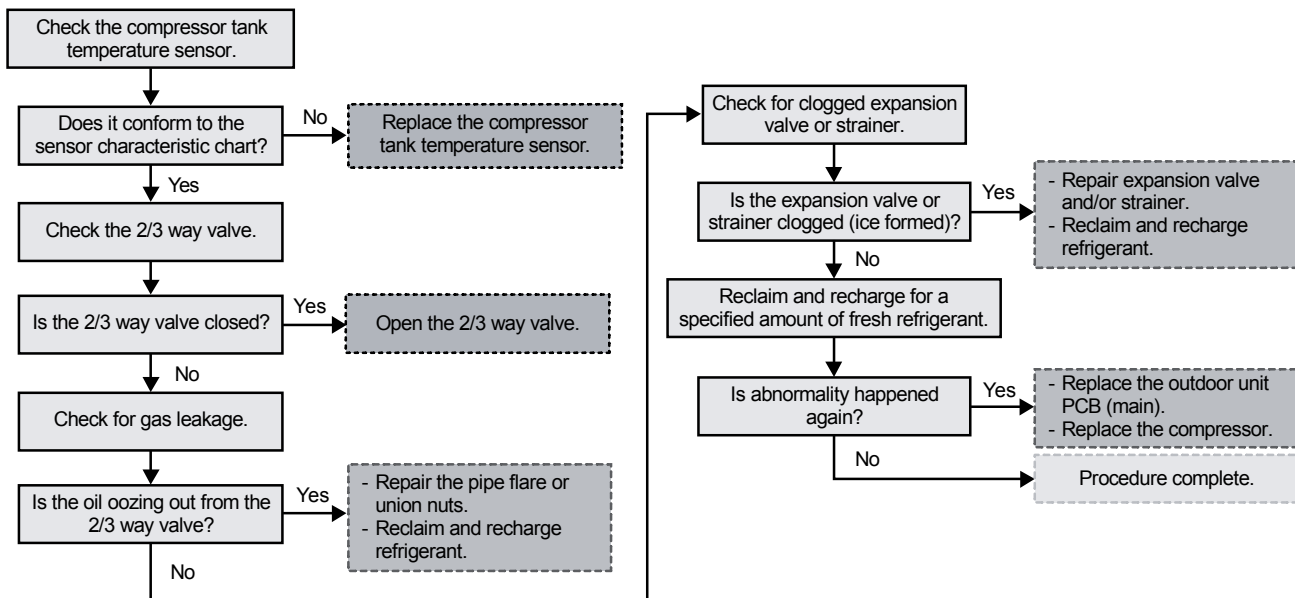 Check the compressor tank
temperature sensor.
Does it conform to the
sensor characteristic chart?
No
Replace the compressor
tank temperature sensor.
Yes
Check the 2/3 way valve.
Is the 2/3 way valve closed?
Yes
Open the 2/3 way valve.
No
Check for gas leakage.
Is the oil oozing out from the
2/3 way valve?
Yes
- Repair the pipe flare or
union nuts.
- Reclaim and recharge
refrigerant.
No
Check for clogged expansion
valve or strainer.
Is the expansion valve or
strainer clogged (ice formed)?
Yes
- Repair expansion valve
and/or strainer.
- Reclaim and recharge
refrigerant.
No
Reclaim and recharge for a
specified amount of fresh refrigerant.
Is abnormality happened
again?
Yes
- Replace the outdoor unit
PCB (main).
- Replace the compressor.
No
Procedure complete.